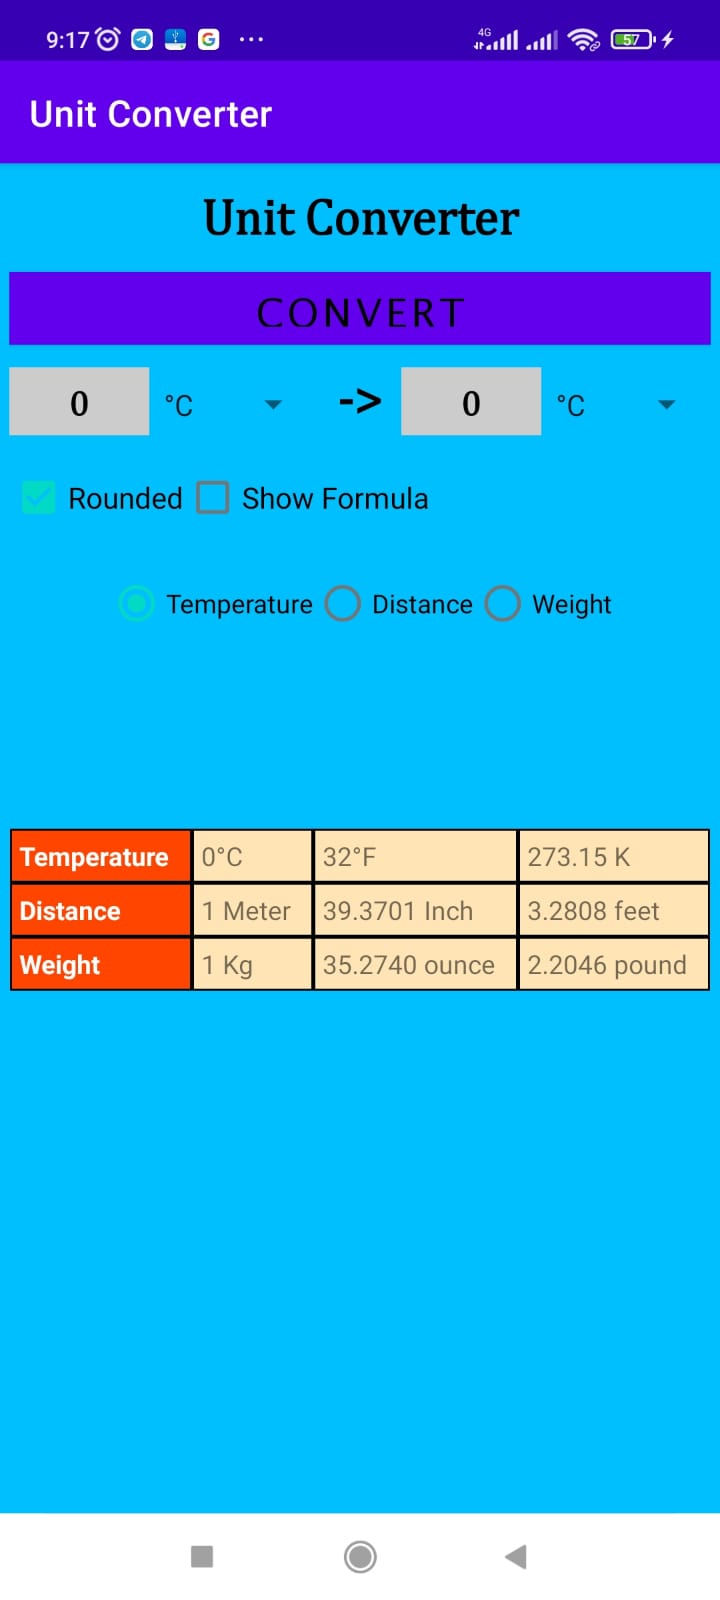 9:17 4G 57
Unit Converter
Unit Converter
CONVERT
0 °C -> 0 °C
Rounded Show Formula
Temperature Distance Weight
Temperature 0°C 32°F 273.15 K
Distance 1 Meter 39.3701 Inch 3.2808 feet
Weight 1 Kg 35.2740 ounce 2.2046 pound